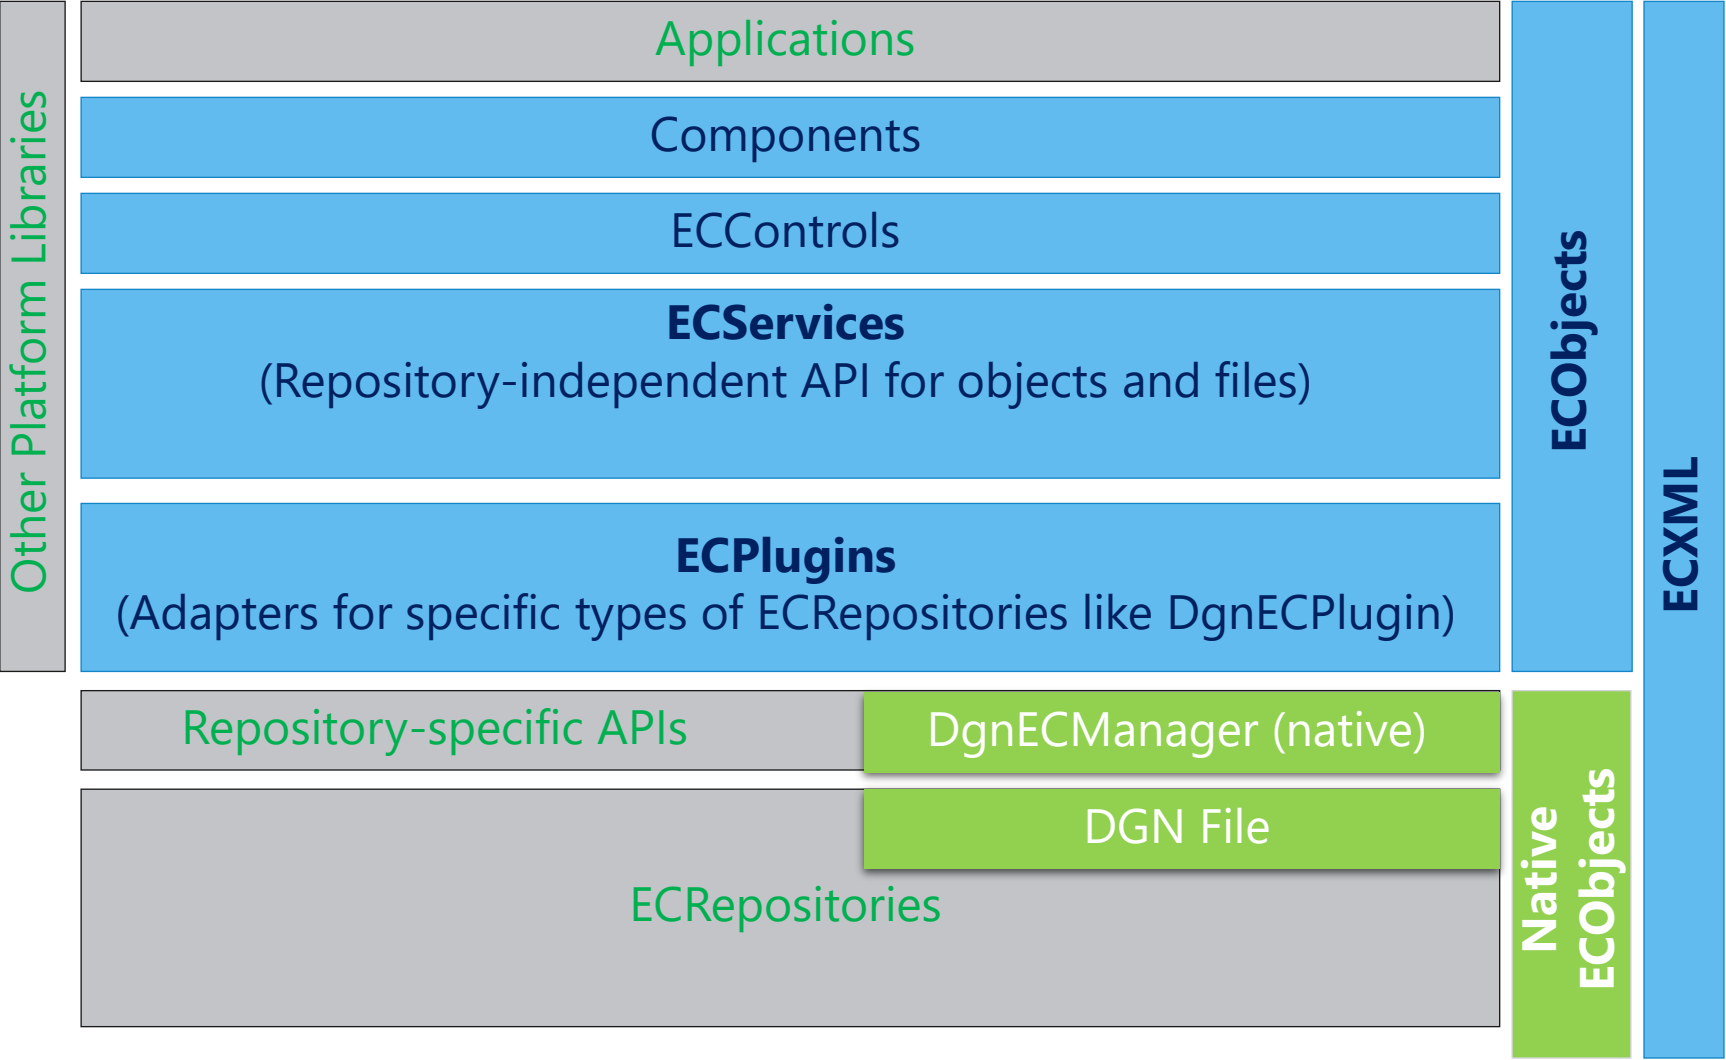 Other Platform Libraries
Applications
Components
ECControls
ECServices
(Repository-independent API for objects and files)
ECPlugins
(Adapters for specific types of ECRepositories like DgnECPlugin)
Repository-specific APIs
DgnECManager (native)
DGN File
ECRepositories
ECObjects
Native
ECObjects
ECXML